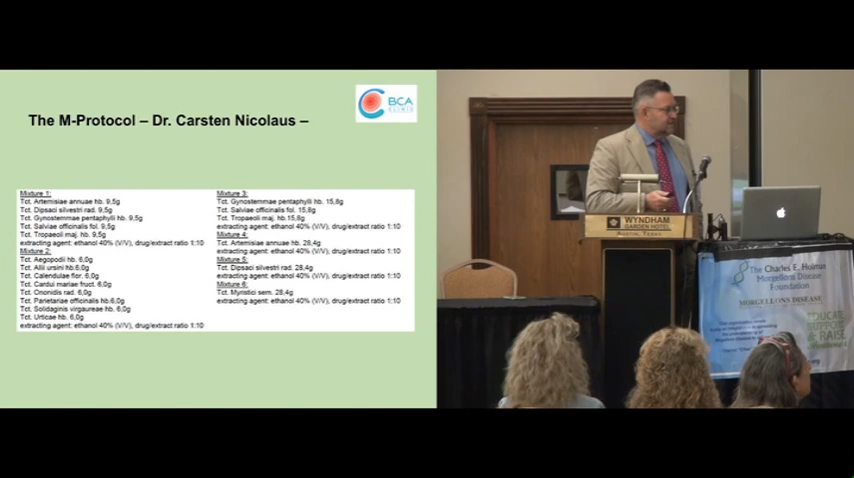 BCA
CLINIC
The M-Protocol – Dr. Carsten Nicolaus –
Mixture 1:
Tct. Artemisiae annuae hb. 9,5g
Tct. Dipsaci silvestri rad. 9,5g
Tct. Gynostemmae pentaphylli hb. 9,5g
Tct. Salviae officinalis fol. 9,5g
Tct. Tropaeoli maj. hb. 9,5g
extracting agent: ethanol 40% (V/V), drug/extract ratio 1:10
Mixture 2:
Tct. Aegopodii hb. 6,0g
Tct. Allii ursini hb.6,0g
Tct. Calendulae flor. 6,0g
Tct. Cardui mariae fruct. 6,0g
Tct. Ononidis rad. 6,0g
Tct. Parietariae officinalis hb.6,0g
Tct. Solidaginis virgaureae hb. 6,0g
Tct. Urticae hb. 6,0g
extracting agent: ethanol 40% (V/V), drug/extract ratio 1:10
Mixture 3:
Tct. Gynostemmae pentaphylli hb. 15,8g
Tct. Salviae officinalis fol. 15,8g
Tct. Tropaeoli maj. hb.15,8g
extracting agent: ethanol 40% (V/V), drug/extract ratio 1:10
Mixture 4:
Tct. Artemisiae annuae hb. 28,4g
extracting agent: ethanol 40% (V/V), drug/extract ratio 1:10
Mixture 5:
Tct. Dipsaci silvestri rad. 28,4g
extracting agent: ethanol 40% (V/V), drug/extract ratio 1:10
Mixture 6:
Tct. Myristici sem. 28,4g
extracting agent: ethanol 40% (V/V), drug/extract ratio 1:10
WYNDHAM
GARDEN HOTEL
AUSTIN, TEXAS
The Charles E. Holman
Morgellons Disease
Foundation
MORGELLONS DISEASE
EDUCATE
SUPPORT
& RAISE